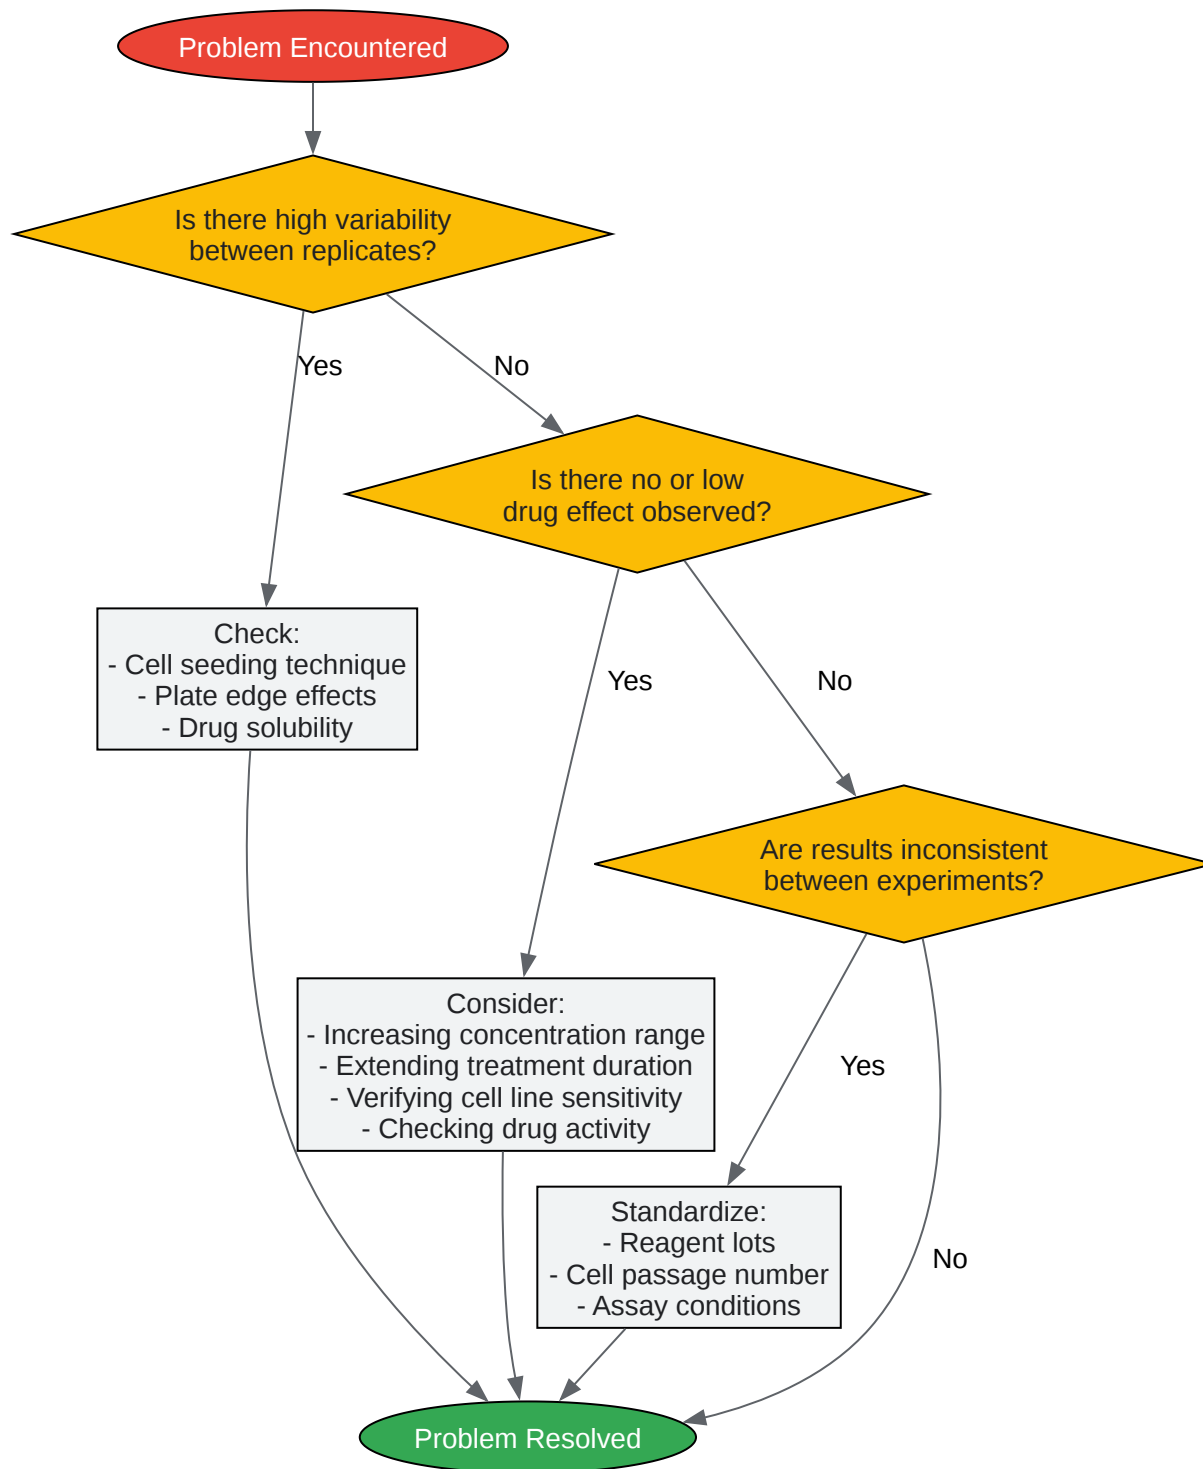 Problem Encountered
Is there high variability
between replicates?
Yes
No
Is there no or low
drug effect observed?
Check:
- Cell seeding technique
- Plate edge effects
- Drug solubility
Yes
No
Are results inconsistent
between experiments?
Consider:
- Increasing concentration range
- Extending treatment duration
- Verifying cell line sensitivity
- Checking drug activity
Yes
Standardize:
- Reagent lots
- Cell passage number
- Assay conditions
No
Problem Resolved